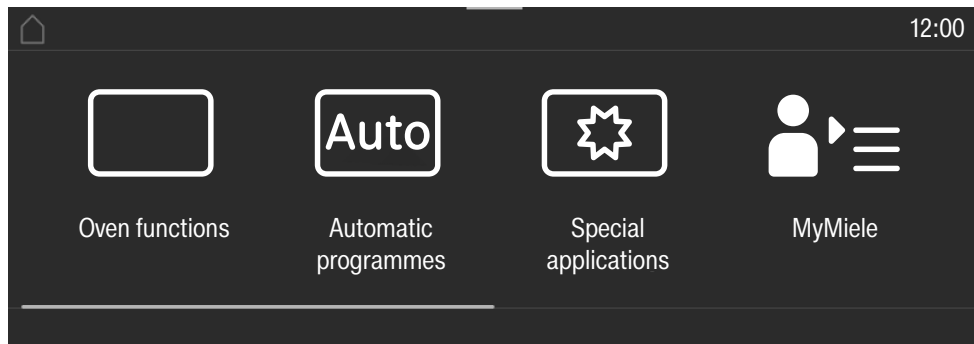 12:00
Auto
Oven functions
Automatic
programmes
Special
applications
MyMiele